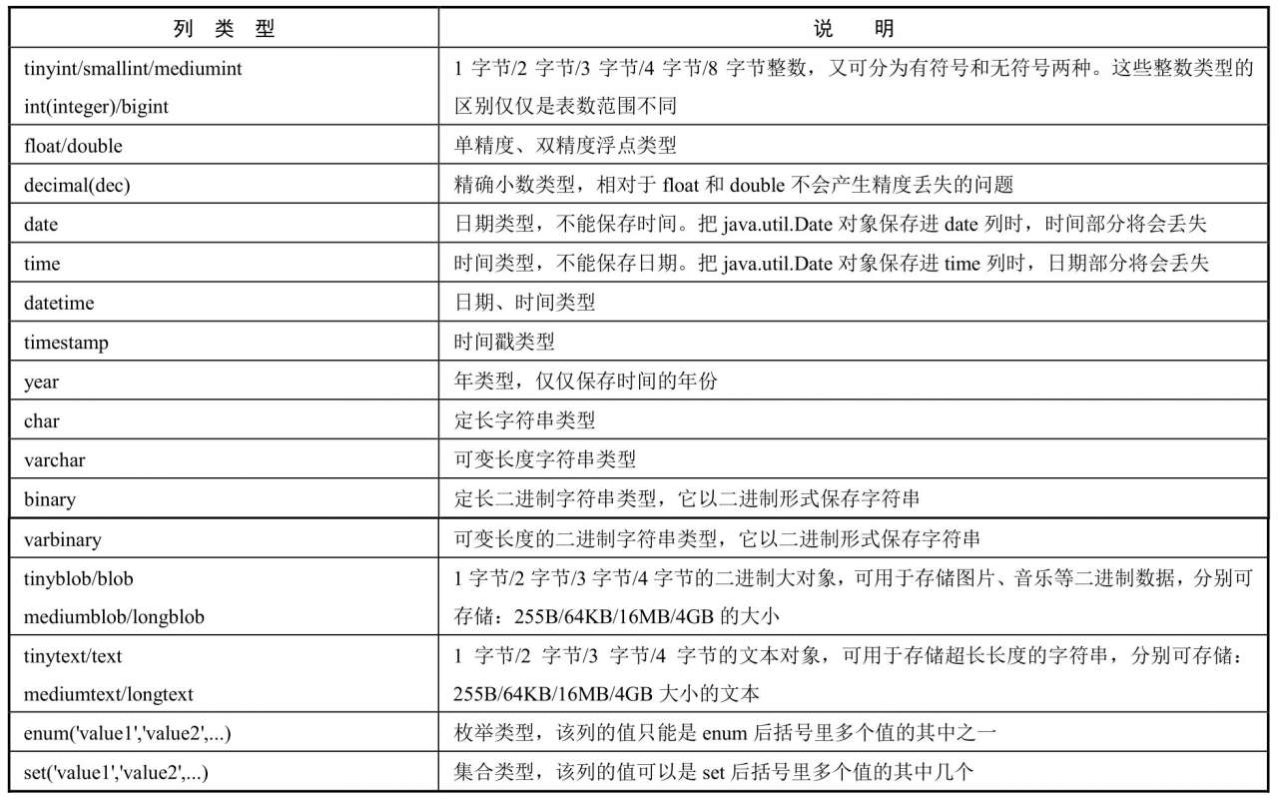 列 类 型 说 明
tinyint/smallint/mediumint
int(integer)/bigint
1 字节/2 字节/3 字节/4 字节/8 字节整数，又可分为有符号和无符号两种。这些整数类型的
区别仅仅是表数范围不同
float/double 单精度、双精度浮点类型
decimal(dec) 精确小数类型，相对于 float 和 double 不会产生精度丢失的问题
date 日期类型，不能保存时间。把 java.util.Date 对象保存进 date 列时，时间部分将会丢失
time 时间类型，不能保存日期。把 java.util.Date 对象保存进 time 列时，日期部分将会丢失
datetime 日期、时间类型
timestamp 时间戳类型
year 年类型，仅仅保存时间的年份
char 定长字符串类型
varchar 可变长度字符串类型
binary 定长二进制字符串类型，它以二进制形式保存字符串
varbinary 可变长度的二进制字符串类型，它以二进制形式保存字符串
tinyblob/blob
mediumblob/longblob
1 字节/2 字节/3 字节/4 字节的二进制大对象，可用于存储图片、音乐等二进制数据，分别可
存储：255B/64KB/16MB/4GB 的大小
tinytext/text
mediumtext/longtext
1 字节/2 字节/3 字节/4 字节的文本对象，可用于存储超长长度的字符串，分别可存储：
255B/64KB/16MB/4GB 大小的文本
enum('value1','value2',...) 枚举类型，该列的值只能是 enum 后括号里多个值的其中之一
set('value1','value2',...) 集合类型，该列的值可以是 set 后括号里多个值的其中几个